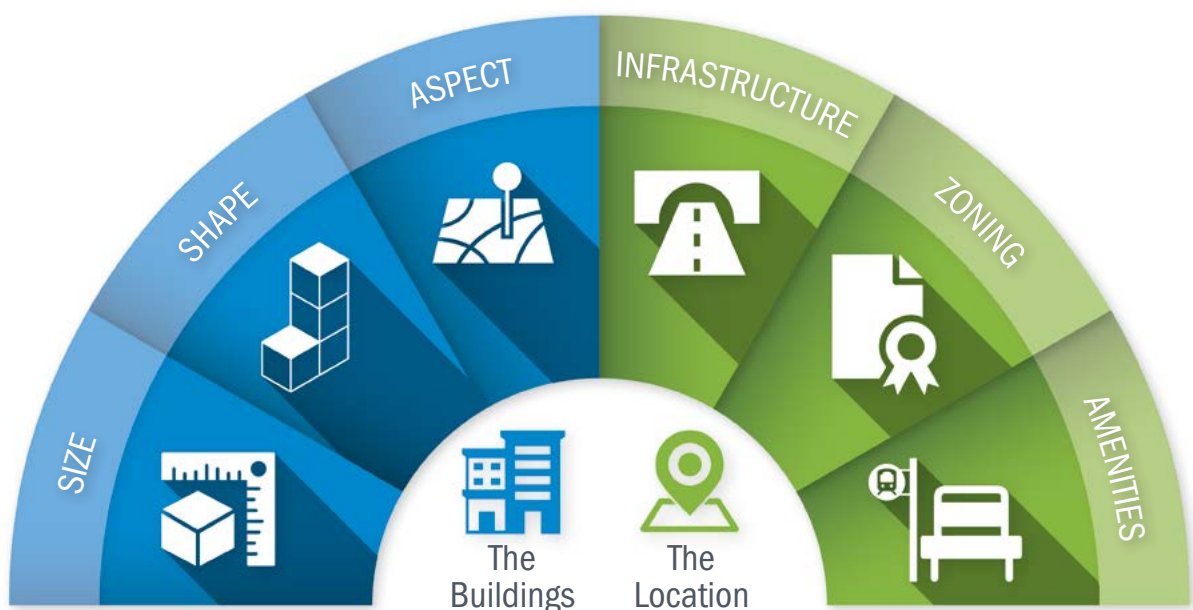 SIZE
SHAPE
ASPECT
INFRASTRUCTURE
ZONING
AMENITIES
The
Buildings
The
Location